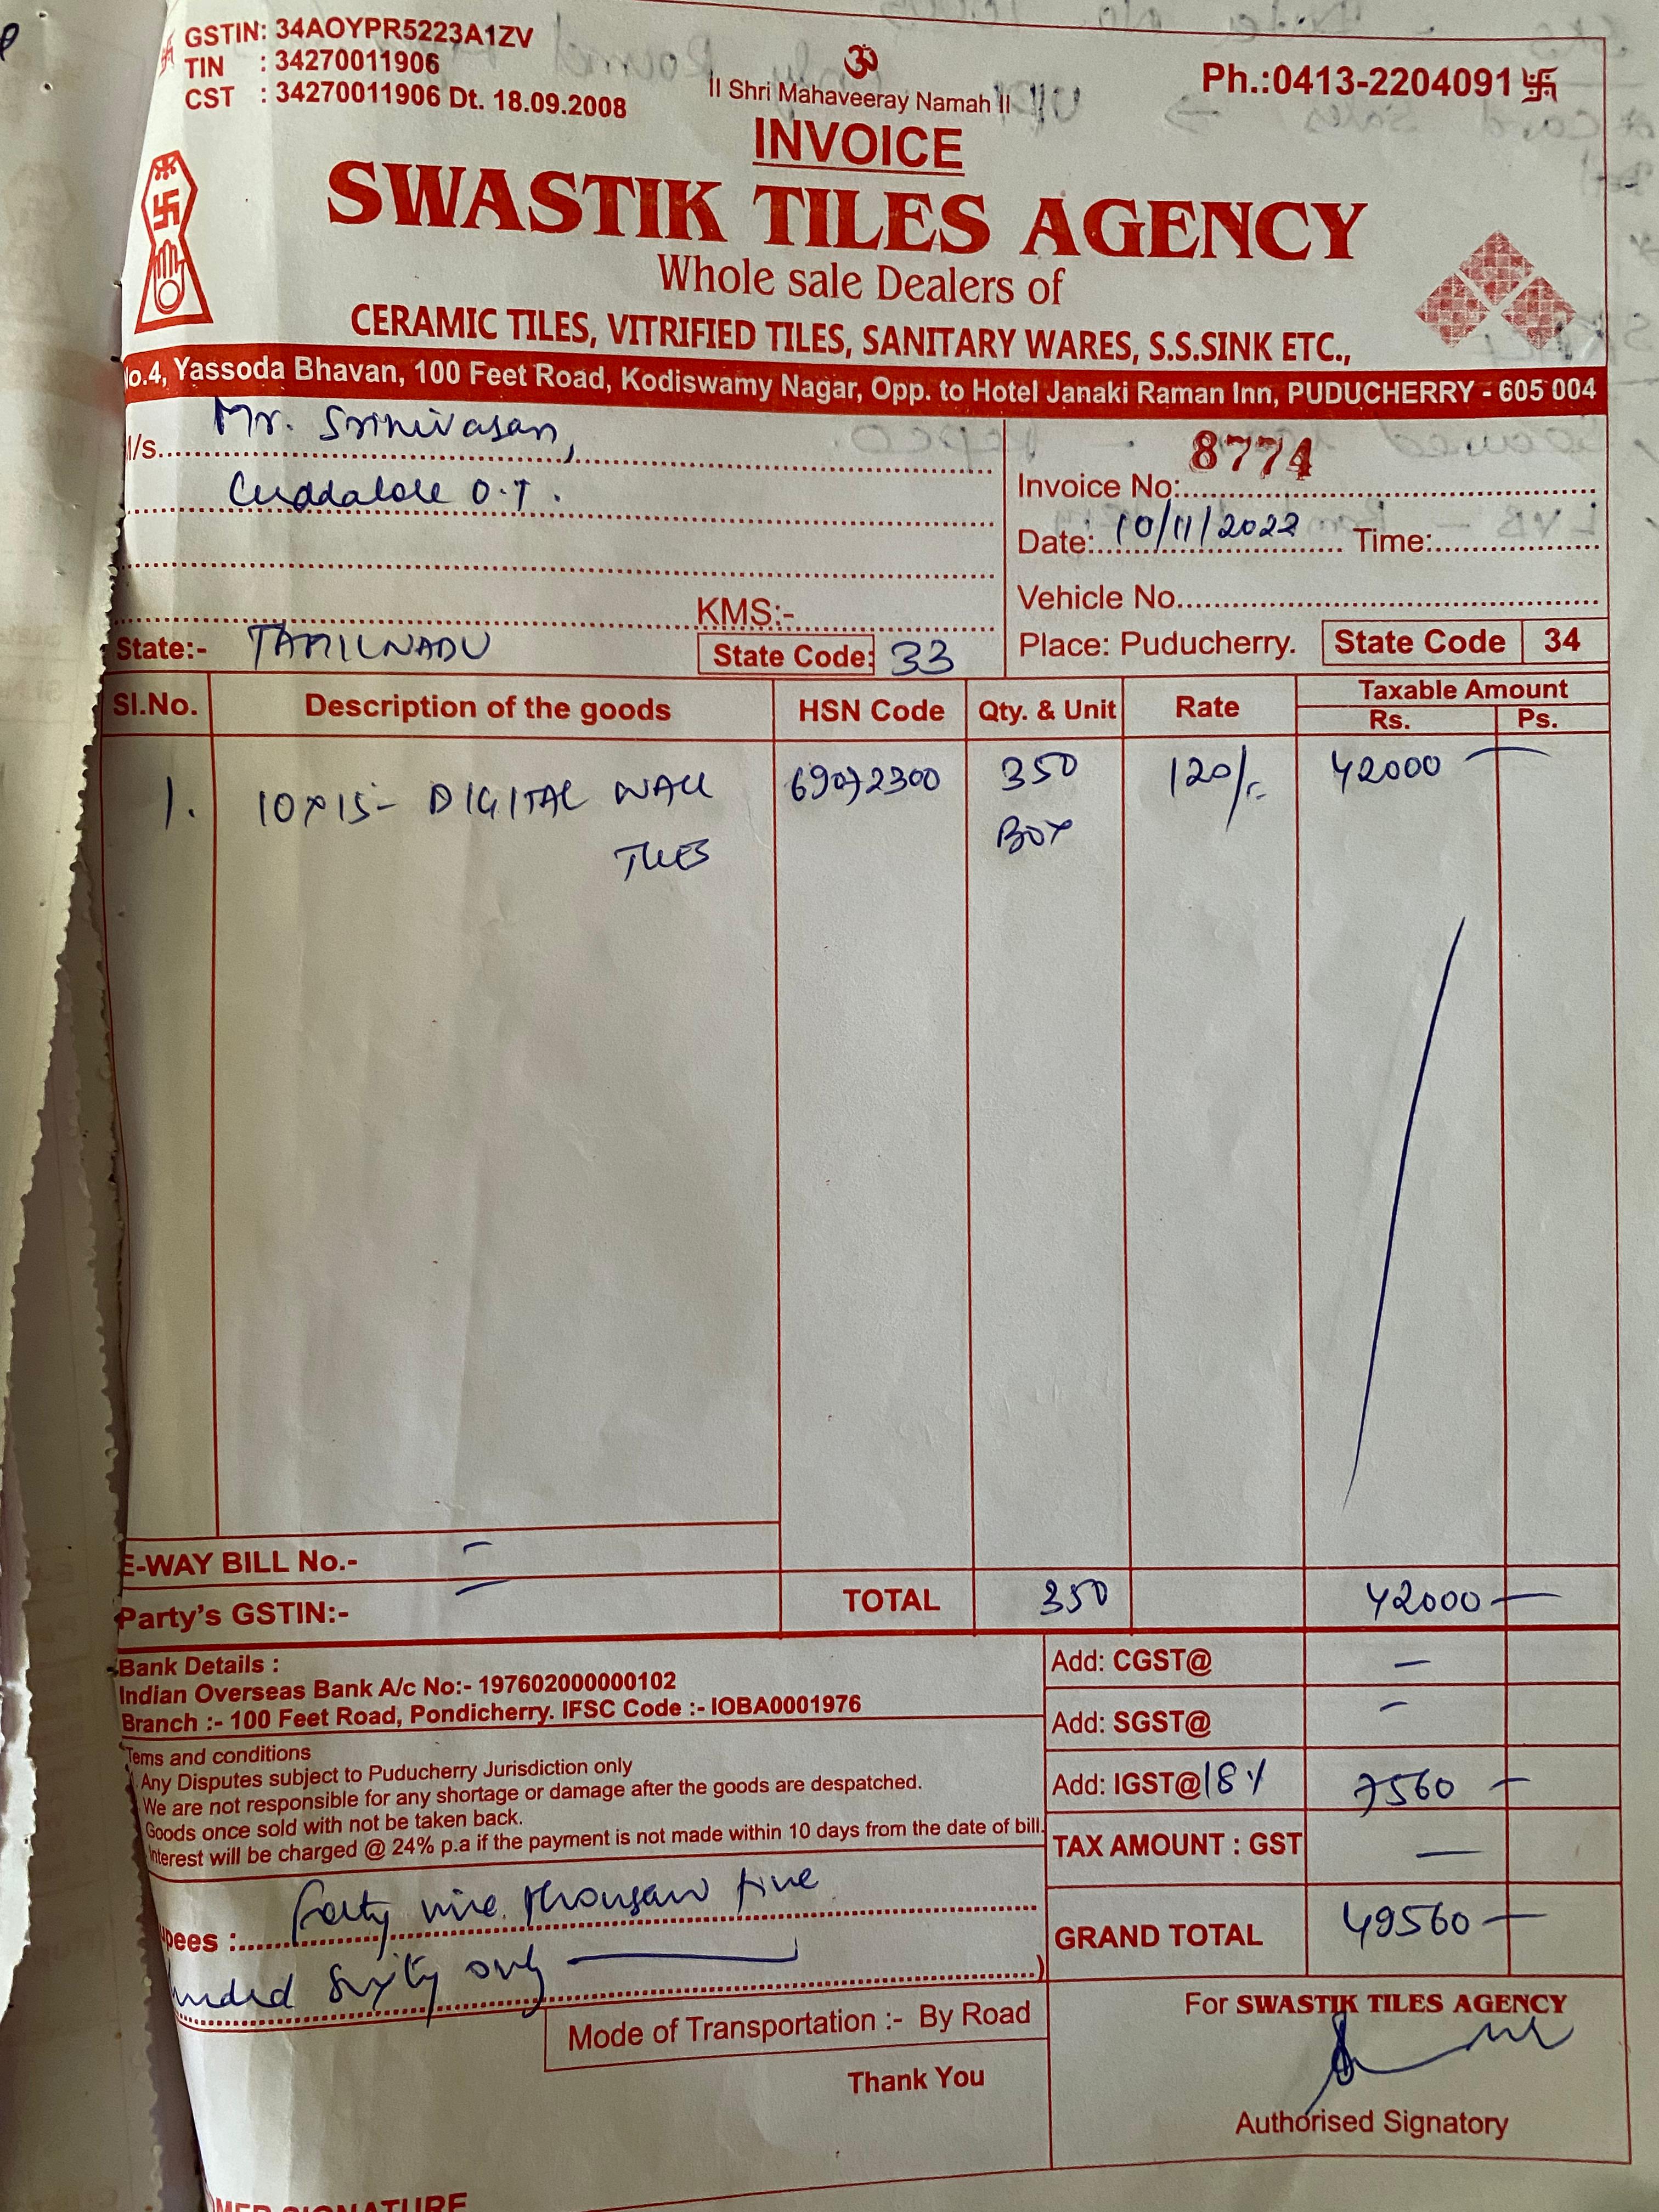 GSTIN: 34AOYPR5223A1ZV
TIN : 34270011906
CST : 34270011906 Dt. 18.09.2008
ॐ
II Shri Mahaveeray Namah II
Ph.:0413-2204091 卐
INVOICE
SWASTIK TILES AGENCY
Whole sale Dealers of
CERAMIC TILES, VITRIFIED TILES, SANITARY WARES, S.S.SINK ETC.,
No.4, Yassoda Bhavan, 100 Feet Road, Kodiswamy Nagar, Opp. to Hotel Janaki Raman Inn, PUDUCHERRY - 605 004
M/s. Mr. Srinivasan,
Cuddalore O.T.
Invoice No: 8774
Date: 10/11/2022 Time:
Vehicle No.
KMS:-
State:- TAMILNADU State Code: 33
Place: Puducherry. State Code 34
Sl.No. Description of the goods HSN Code Qty. & Unit Rate Taxable Amount
Rs. Ps.
1. 10x15- DIGITAL WALL 69072300 350 120/- 42000 —
TILES BOX
E-WAY BILL No.- —
Party's GSTIN:- — TOTAL 350 42000 —
Bank Details :
Indian Overseas Bank A/c No:- 197602000000102
Branch :- 100 Feet Road, Pondicherry. IFSC Code :- IOBA0001976
Tems and conditions
Any Disputes subject to Puducherry Jurisdiction only
We are not responsible for any shortage or damage after the goods are despatched.
Goods once sold with not be taken back.
Interest will be charged @ 24% p.a if the payment is not made within 10 days from the date of bill.
Add: CGST@ —
Add: SGST@ —
Add: IGST@ 18% 7560 —
TAX AMOUNT : GST —
GRAND TOTAL 49560 —
upees : forty nine thousand five
hundred sixty only
Mode of Transportation :- By Road
Thank You
For SWASTIK TILES AGENCY
Authorised Signatory
OMER SIGNATURE